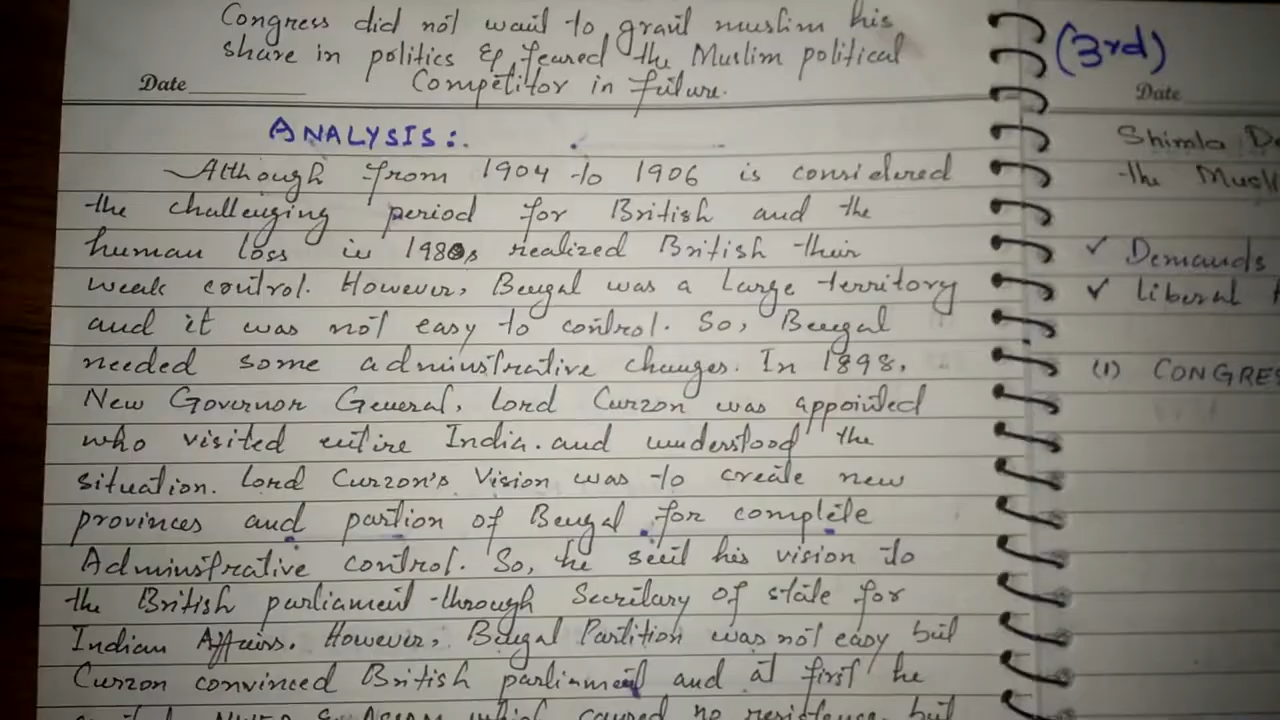 Congress did not want to grant muslim his
share in politics & feared the Muslim political
Competitor in future.
Date
ANALYSIS:
Although from 1904 to 1906 is considered
the challenging period for British and the
human loss in 1980s realized British their
weak control. However, Bengal was a large territory
and it was not easy to control. So, Bengal
needed some administrative changes. In 1898,
New Governor General, Lord Curzon was appointed
who visited entire India. and understood the
situation. Lord Curzon's Vision was to create new
provinces and partion of Bengal for complete
Administrative control. So, he sent his vision to
the British parliament through Secretary of state for
Indian Affairs. However, Bengal Partition was not easy but
Curzon convinced British parliament and at first he
NWFP & Assam which caused no resistance, but
(3rd)
Date
Shimla
the
✓ Demands
✓ liberal
(1) CONGRES